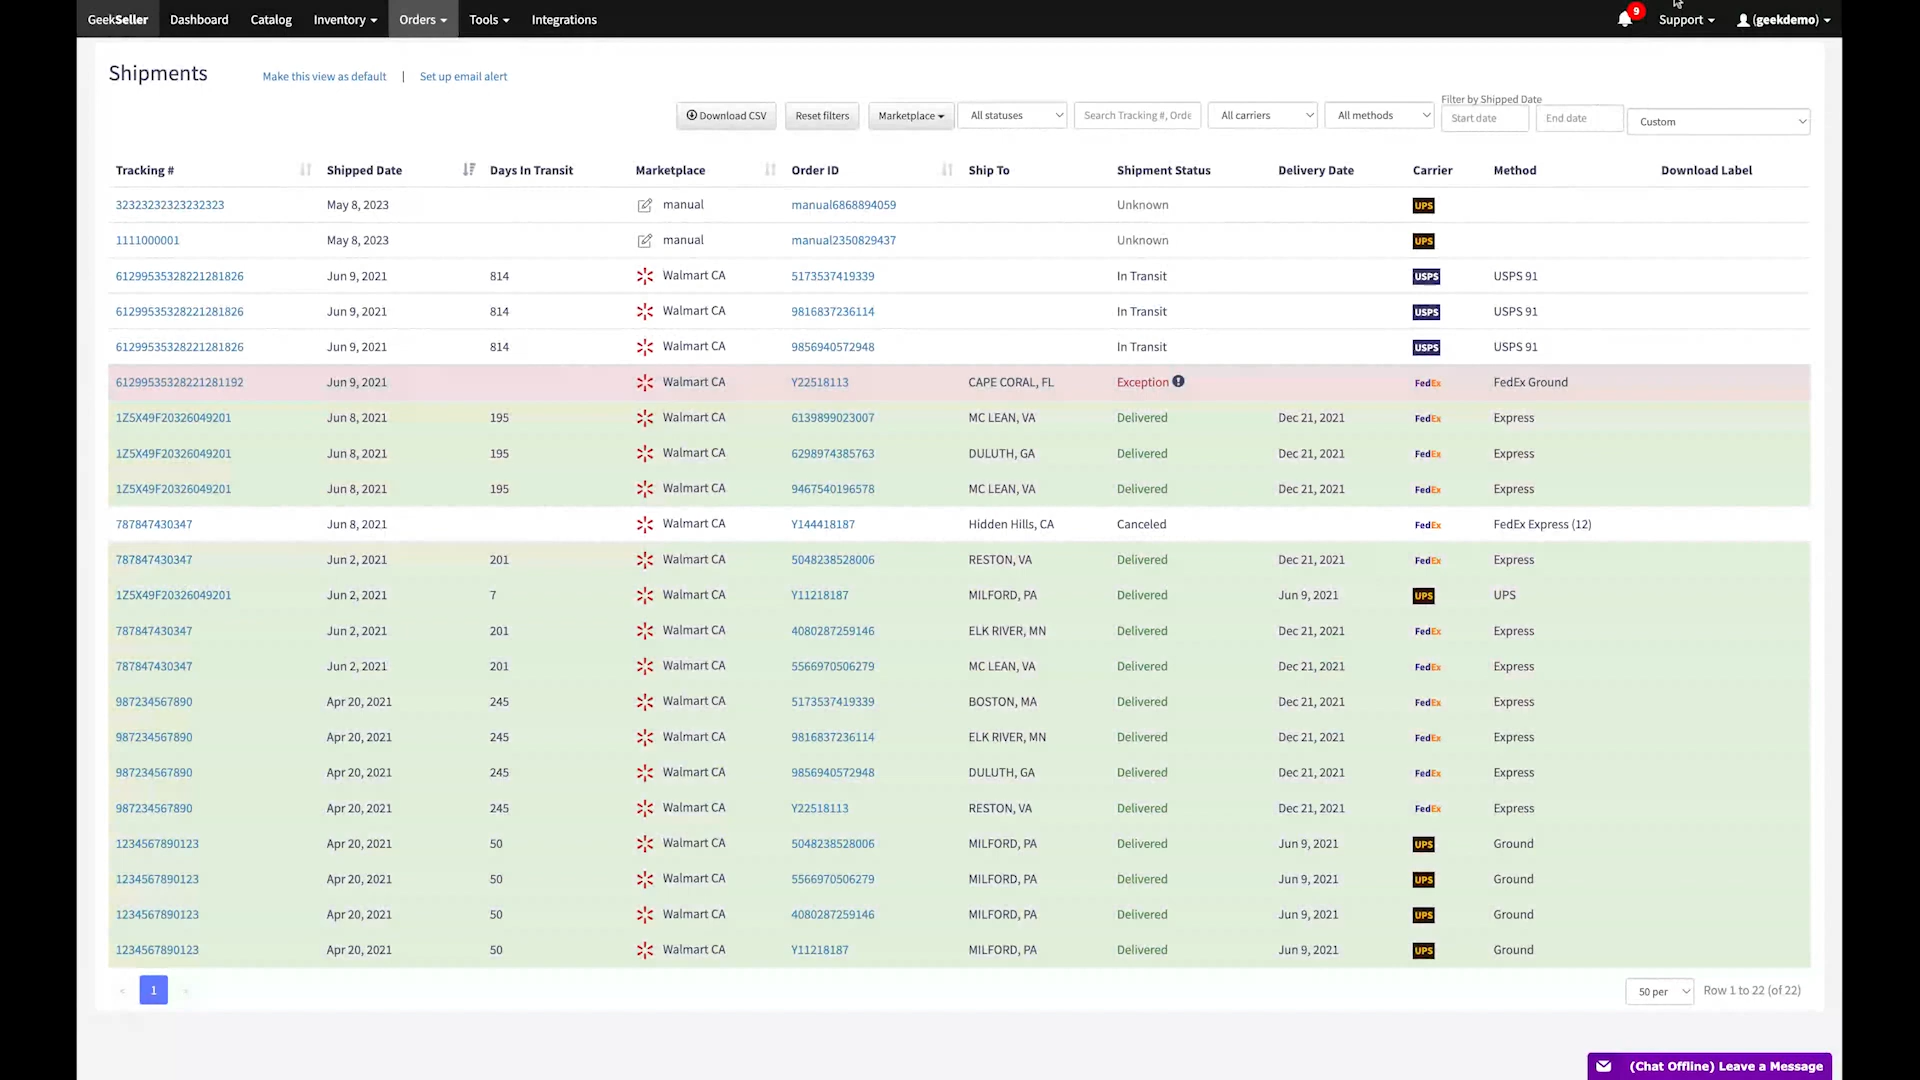 GeekSeller Dashboard Catalog Inventory Orders Tools Integrations 9 Support (geekdemo)
Shipments Make this view as default | Set up email alert
Filter by Shipped Date
Download CSV Reset filters Marketplace All statuses Search Tracking #, Orde All carriers All methods Start date End date Custom
Tracking # Shipped Date Days In Transit Marketplace Order ID Ship To Shipment Status Delivery Date Carrier Method Download Label
32323232323232323 May 8, 2023 manual manual6868894059 Unknown UPS
1111000001 May 8, 2023 manual manual2350829437 Unknown UPS
61299535328221281826 Jun 9, 2021 814 Walmart CA 5173537419339 In Transit USPS USPS 91
61299535328221281826 Jun 9, 2021 814 Walmart CA 9816837236114 In Transit USPS USPS 91
61299535328221281826 Jun 9, 2021 814 Walmart CA 9856940572948 In Transit USPS USPS 91
61299535328221281192 Jun 9, 2021 Walmart CA Y22518113 CAPE CORAL, FL Exception FedEx FedEx Ground
1Z5X49F20326049201 Jun 8, 2021 195 Walmart CA 6139899023007 MC LEAN, VA Delivered Dec 21, 2021 FedEx Express
1Z5X49F20326049201 Jun 8, 2021 195 Walmart CA 6298974385763 DULUTH, GA Delivered Dec 21, 2021 FedEx Express
1Z5X49F20326049201 Jun 8, 2021 195 Walmart CA 9467540196578 MC LEAN, VA Delivered Dec 21, 2021 FedEx Express
787847430347 Jun 8, 2021 Walmart CA Y144418187 Hidden Hills, CA Canceled FedEx FedEx Express (12)
787847430347 Jun 2, 2021 201 Walmart CA 5048238528006 RESTON, VA Delivered Dec 21, 2021 FedEx Express
1Z5X49F20326049201 Jun 2, 2021 7 Walmart CA Y11218187 MILFORD, PA Delivered Jun 9, 2021 UPS UPS
787847430347 Jun 2, 2021 201 Walmart CA 4080287259146 ELK RIVER, MN Delivered Dec 21, 2021 FedEx Express
787847430347 Jun 2, 2021 201 Walmart CA 5566970506279 MC LEAN, VA Delivered Dec 21, 2021 FedEx Express
987234567890 Apr 20, 2021 245 Walmart CA 5173537419339 BOSTON, MA Delivered Dec 21, 2021 FedEx Express
987234567890 Apr 20, 2021 245 Walmart CA 9816837236114 ELK RIVER, MN Delivered Dec 21, 2021 FedEx Express
987234567890 Apr 20, 2021 245 Walmart CA 9856940572948 DULUTH, GA Delivered Dec 21, 2021 FedEx Express
987234567890 Apr 20, 2021 245 Walmart CA Y22518113 RESTON, VA Delivered Dec 21, 2021 FedEx Express
1234567890123 Apr 20, 2021 50 Walmart CA 5048238528006 MILFORD, PA Delivered Jun 9, 2021 UPS Ground
1234567890123 Apr 20, 2021 50 Walmart CA 5566970506279 MILFORD, PA Delivered Jun 9, 2021 UPS Ground
1234567890123 Apr 20, 2021 50 Walmart CA 4080287259146 MILFORD, PA Delivered Jun 9, 2021 UPS Ground
1234567890123 Apr 20, 2021 50 Walmart CA Y11218187 MILFORD, PA Delivered Jun 9, 2021 UPS Ground
1 50 per Row 1 to 22 (of 22)
(Chat Offline) Leave a Message